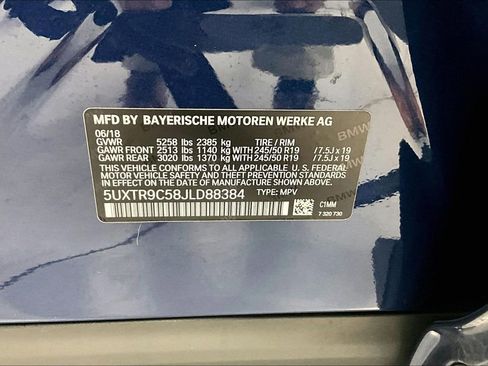 MFD BY BAYERISCHE MOTOREN WERKE AG
06/18
GVWR 5258 lbs 2385 kg TIRE / RIM
GAWR FRONT 2513 lbs 1140 kg WITH 245/50 R19 /7.5J x 19
GAWR REAR 3020 lbs 1370 kg WITH 245/50 R19 /7.5J x 19
THIS VEHICLE CONFORMS TO ALL APPLICABLE U. S. FEDERAL
MOTOR VEHICLE SAFETY, BUMPER, AND THEFT PREVENTION
STANDARDS IN EFFECT ON THE DATE OF MANUFACTURE SHOWN ABOVE.
5UXTR9C58JLD88384 TYPE: MPV
C1MM
7 320 730
BMW